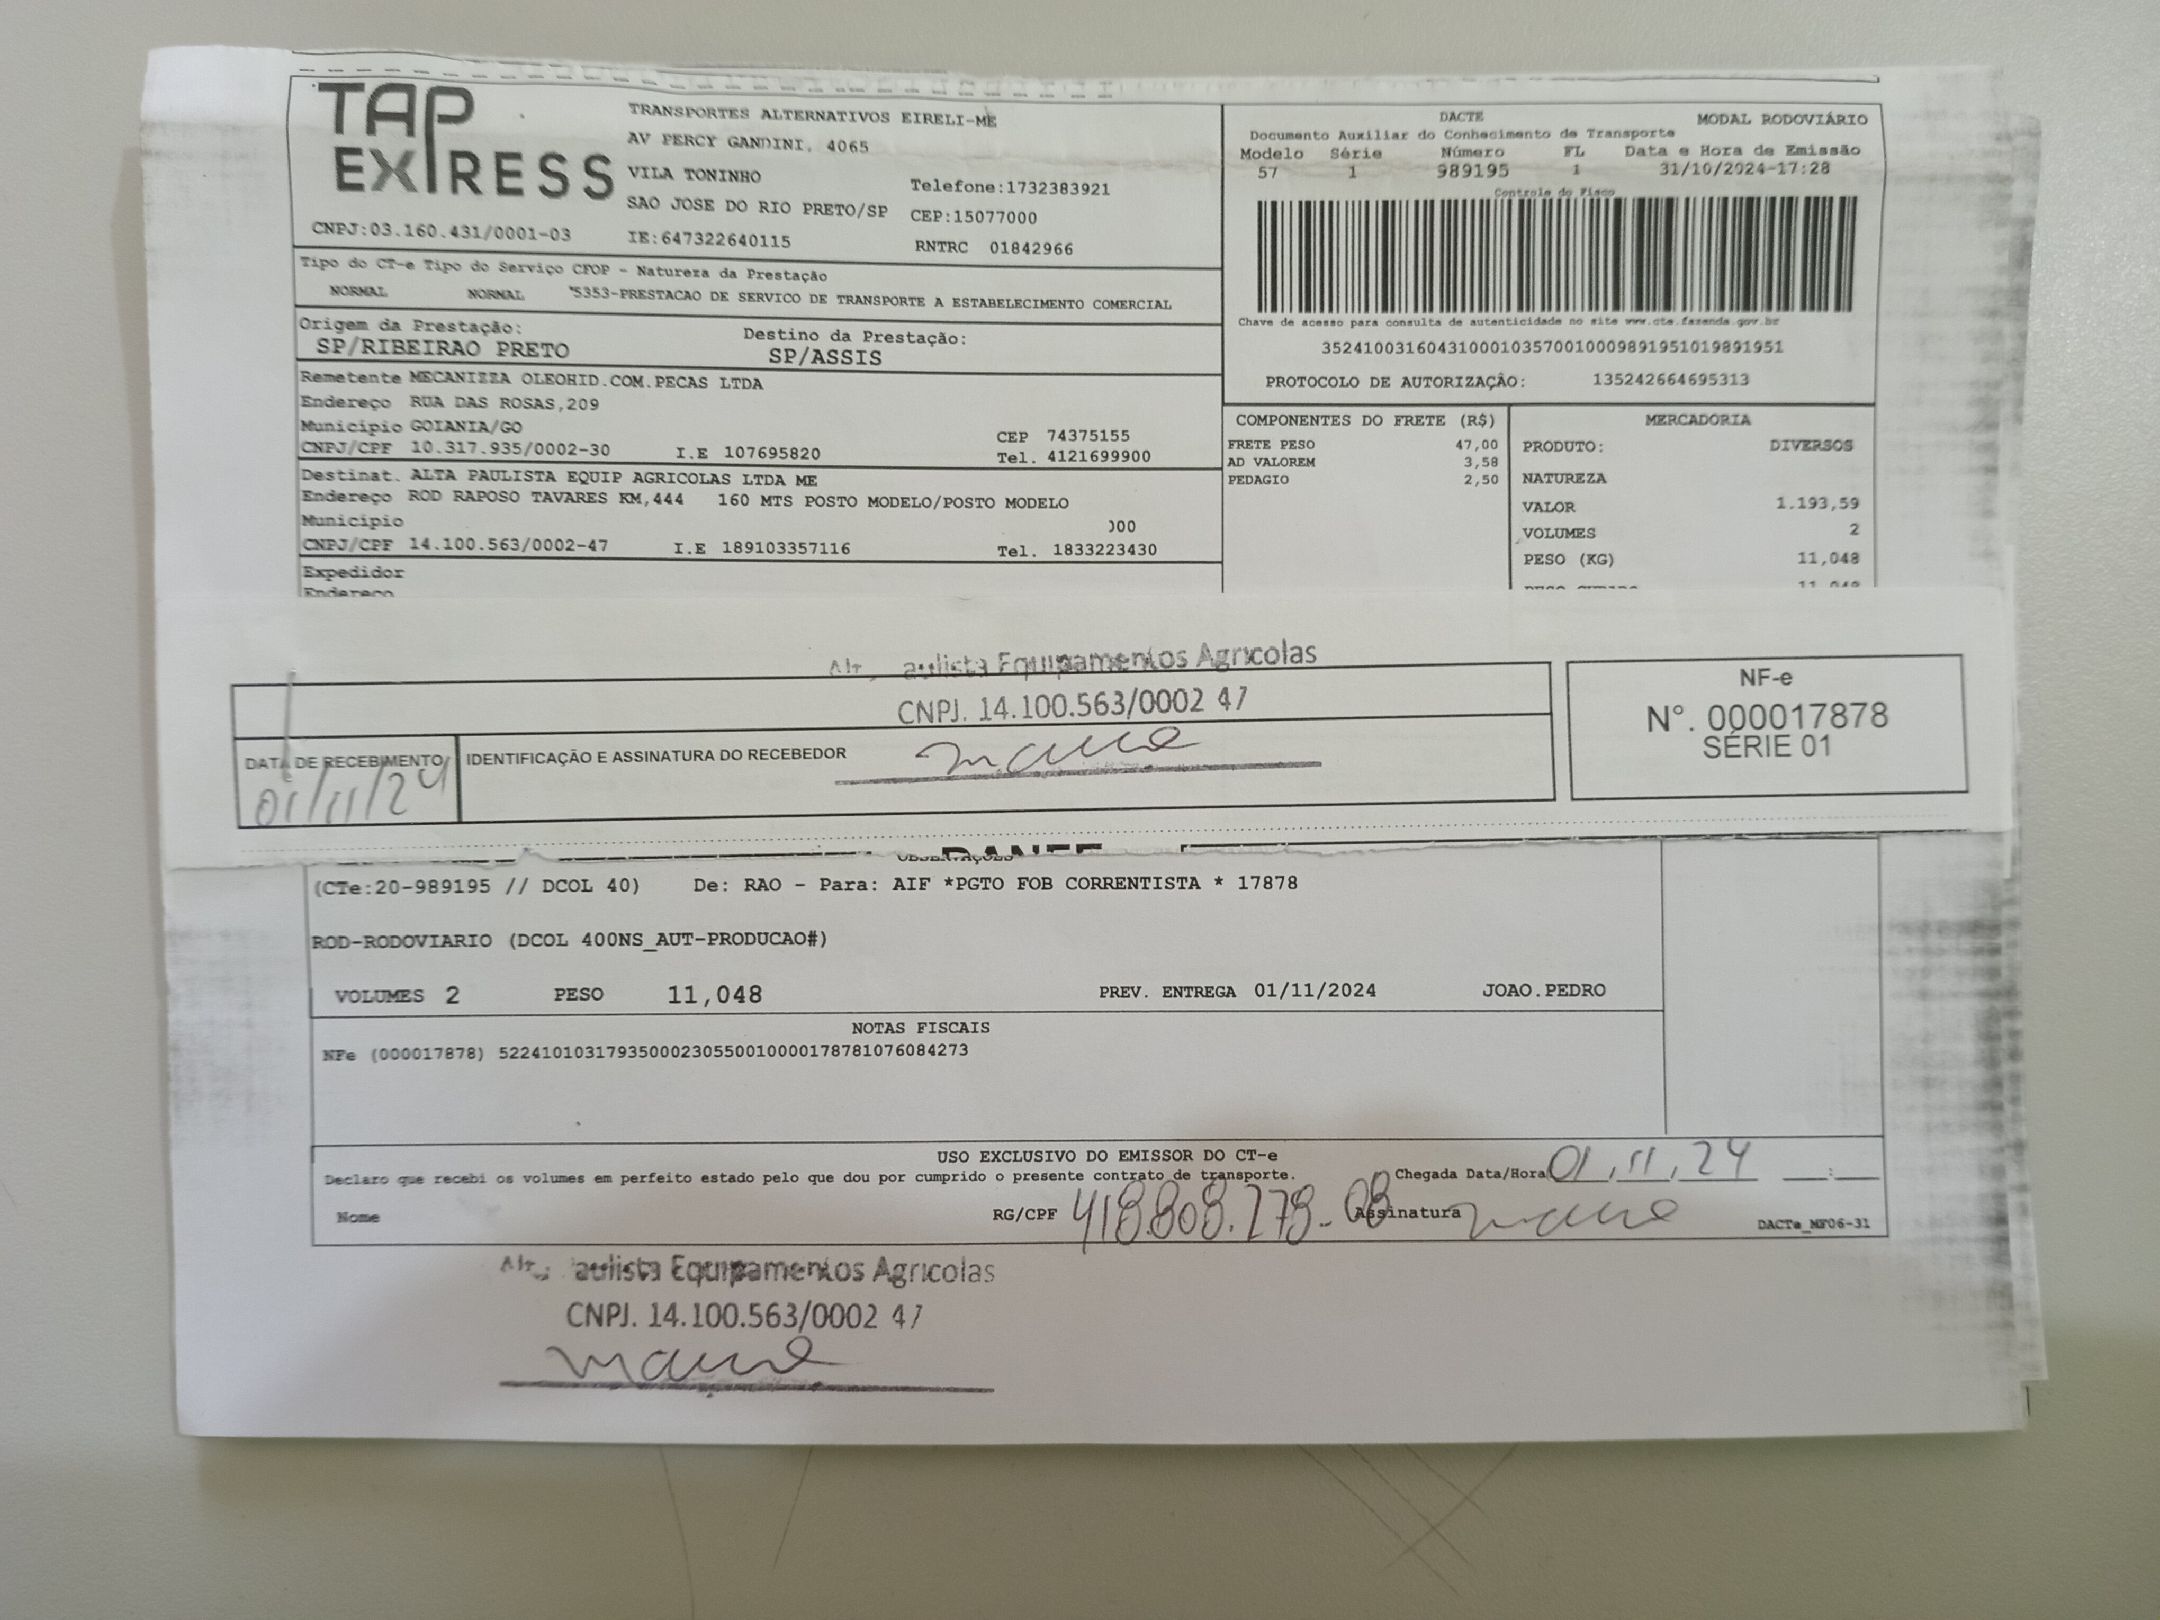 TAP EXPRESS
TRANSPORTES ALTERNATIVOS EIRELI-ME
AV PERCY GANDINI, 4065
VILA TONINHO
Telefone:1732383921
SAO JOSE DO RIO PRETO/SP CEP:15077000
CNPJ:03.160.431/0001-03 IE:647322640115 RNTRC 01842966
DACTE MODAL RODOVIÁRIO
Documento Auxiliar do Conhecimento de Transporte
Modelo Série Número FL Data e Hora de Emissão
57 1 989195 1 31/10/2024-17:28
Controle do Fisco
Chave de acesso para consulta de autenticidade no site www.cte.fazenda.gov.br
35241003160431000103570010009891951019891951
PROTOCOLO DE AUTORIZAÇÃO: 135242664695313
Tipo do CT-e Tipo do Serviço CFOP - Natureza da Prestação
NORMAL NORMAL 5353-PRESTACAO DE SERVICO DE TRANSPORTE A ESTABELECIMENTO COMERCIAL
Origem da Prestação: Destino da Prestação:
SP/RIBEIRAO PRETO SP/ASSIS
Remetente MECANIZZA OLEOHID.COM.PECAS LTDA
Endereço RUA DAS ROSAS,209
Município GOIANIA/GO CEP 74375155
CNPJ/CPF 10.317.935/0002-30 I.E 107695820 Tel. 4121699900
Destinat. ALTA PAULISTA EQUIP AGRICOLAS LTDA ME
Endereço ROD RAPOSO TAVARES KM,444 160 MTS POSTO MODELO/POSTO MODELO
Município
CNPJ/CPF 14.100.563/0002-47 I.E 189103357116 Tel. 1833223430
Expedidor
Endereço
COMPONENTES DO FRETE (R$)
FRETE PESO 47,00
AD VALOREM 3,58
PEDAGIO 2,50
MERCADORIA
PRODUTO: DIVERSOS
NATUREZA
VALOR 1.193,59
VOLUMES 2
PESO (KG) 11,048
aulista Equipamentos Agricolas
CNPJ. 14.100.563/0002 47
DATA DE RECEBIMENTO IDENTIFICAÇÃO E ASSINATURA DO RECEBEDOR
01/11/24
NF-e
Nº. 000017878
SÉRIE 01
(CTe:20-989195 // DCOL 40) De: RAO - Para: AIF *PGTO FOB CORRENTISTA * 17878
ROD-RODOVIARIO (DCOL 400NS_AUT-PRODUCAO#)
VOLUMES 2 PESO 11,048 PREV. ENTREGA 01/11/2024 JOAO.PEDRO
NOTAS FISCAIS
NFe (000017878) 52241010317935000230550010000178781076084273
USO EXCLUSIVO DO EMISSOR DO CT-e
Declaro que recebi os volumes em perfeito estado pelo que dou por cumprido o presente contrato de transporte. Chegada Data/Hora 01,11,24 :
Nome RG/CPF 418.808.278-08 Assinatura DACTe_MF06-31
aulista Equipamentos Agricolas
CNPJ. 14.100.563/0002 47